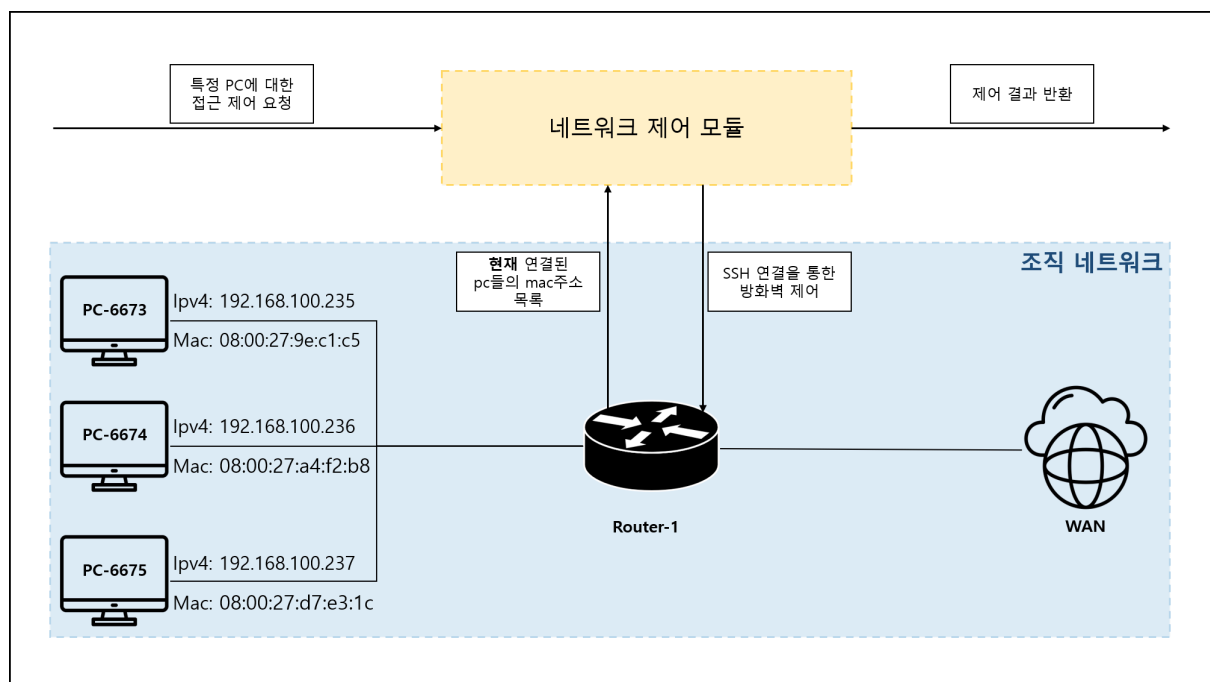 특정 PC에 대한
접근 제어 요청
네트워크 제어 모듈
제어 결과 반환
현재 연결된
pc들의 mac주소
목록
SSH 연결을 통한
방화벽 제어
조직 네트워크
PC-6673
Ipv4: 192.168.100.235
Mac: 08:00:27:9e:c1:c5
PC-6674
Ipv4: 192.168.100.236
Mac: 08:00:27:a4:f2:b8
PC-6675
Ipv4: 192.168.100.237
Mac: 08:00:27:d7:e3:1c
Router-1
WAN